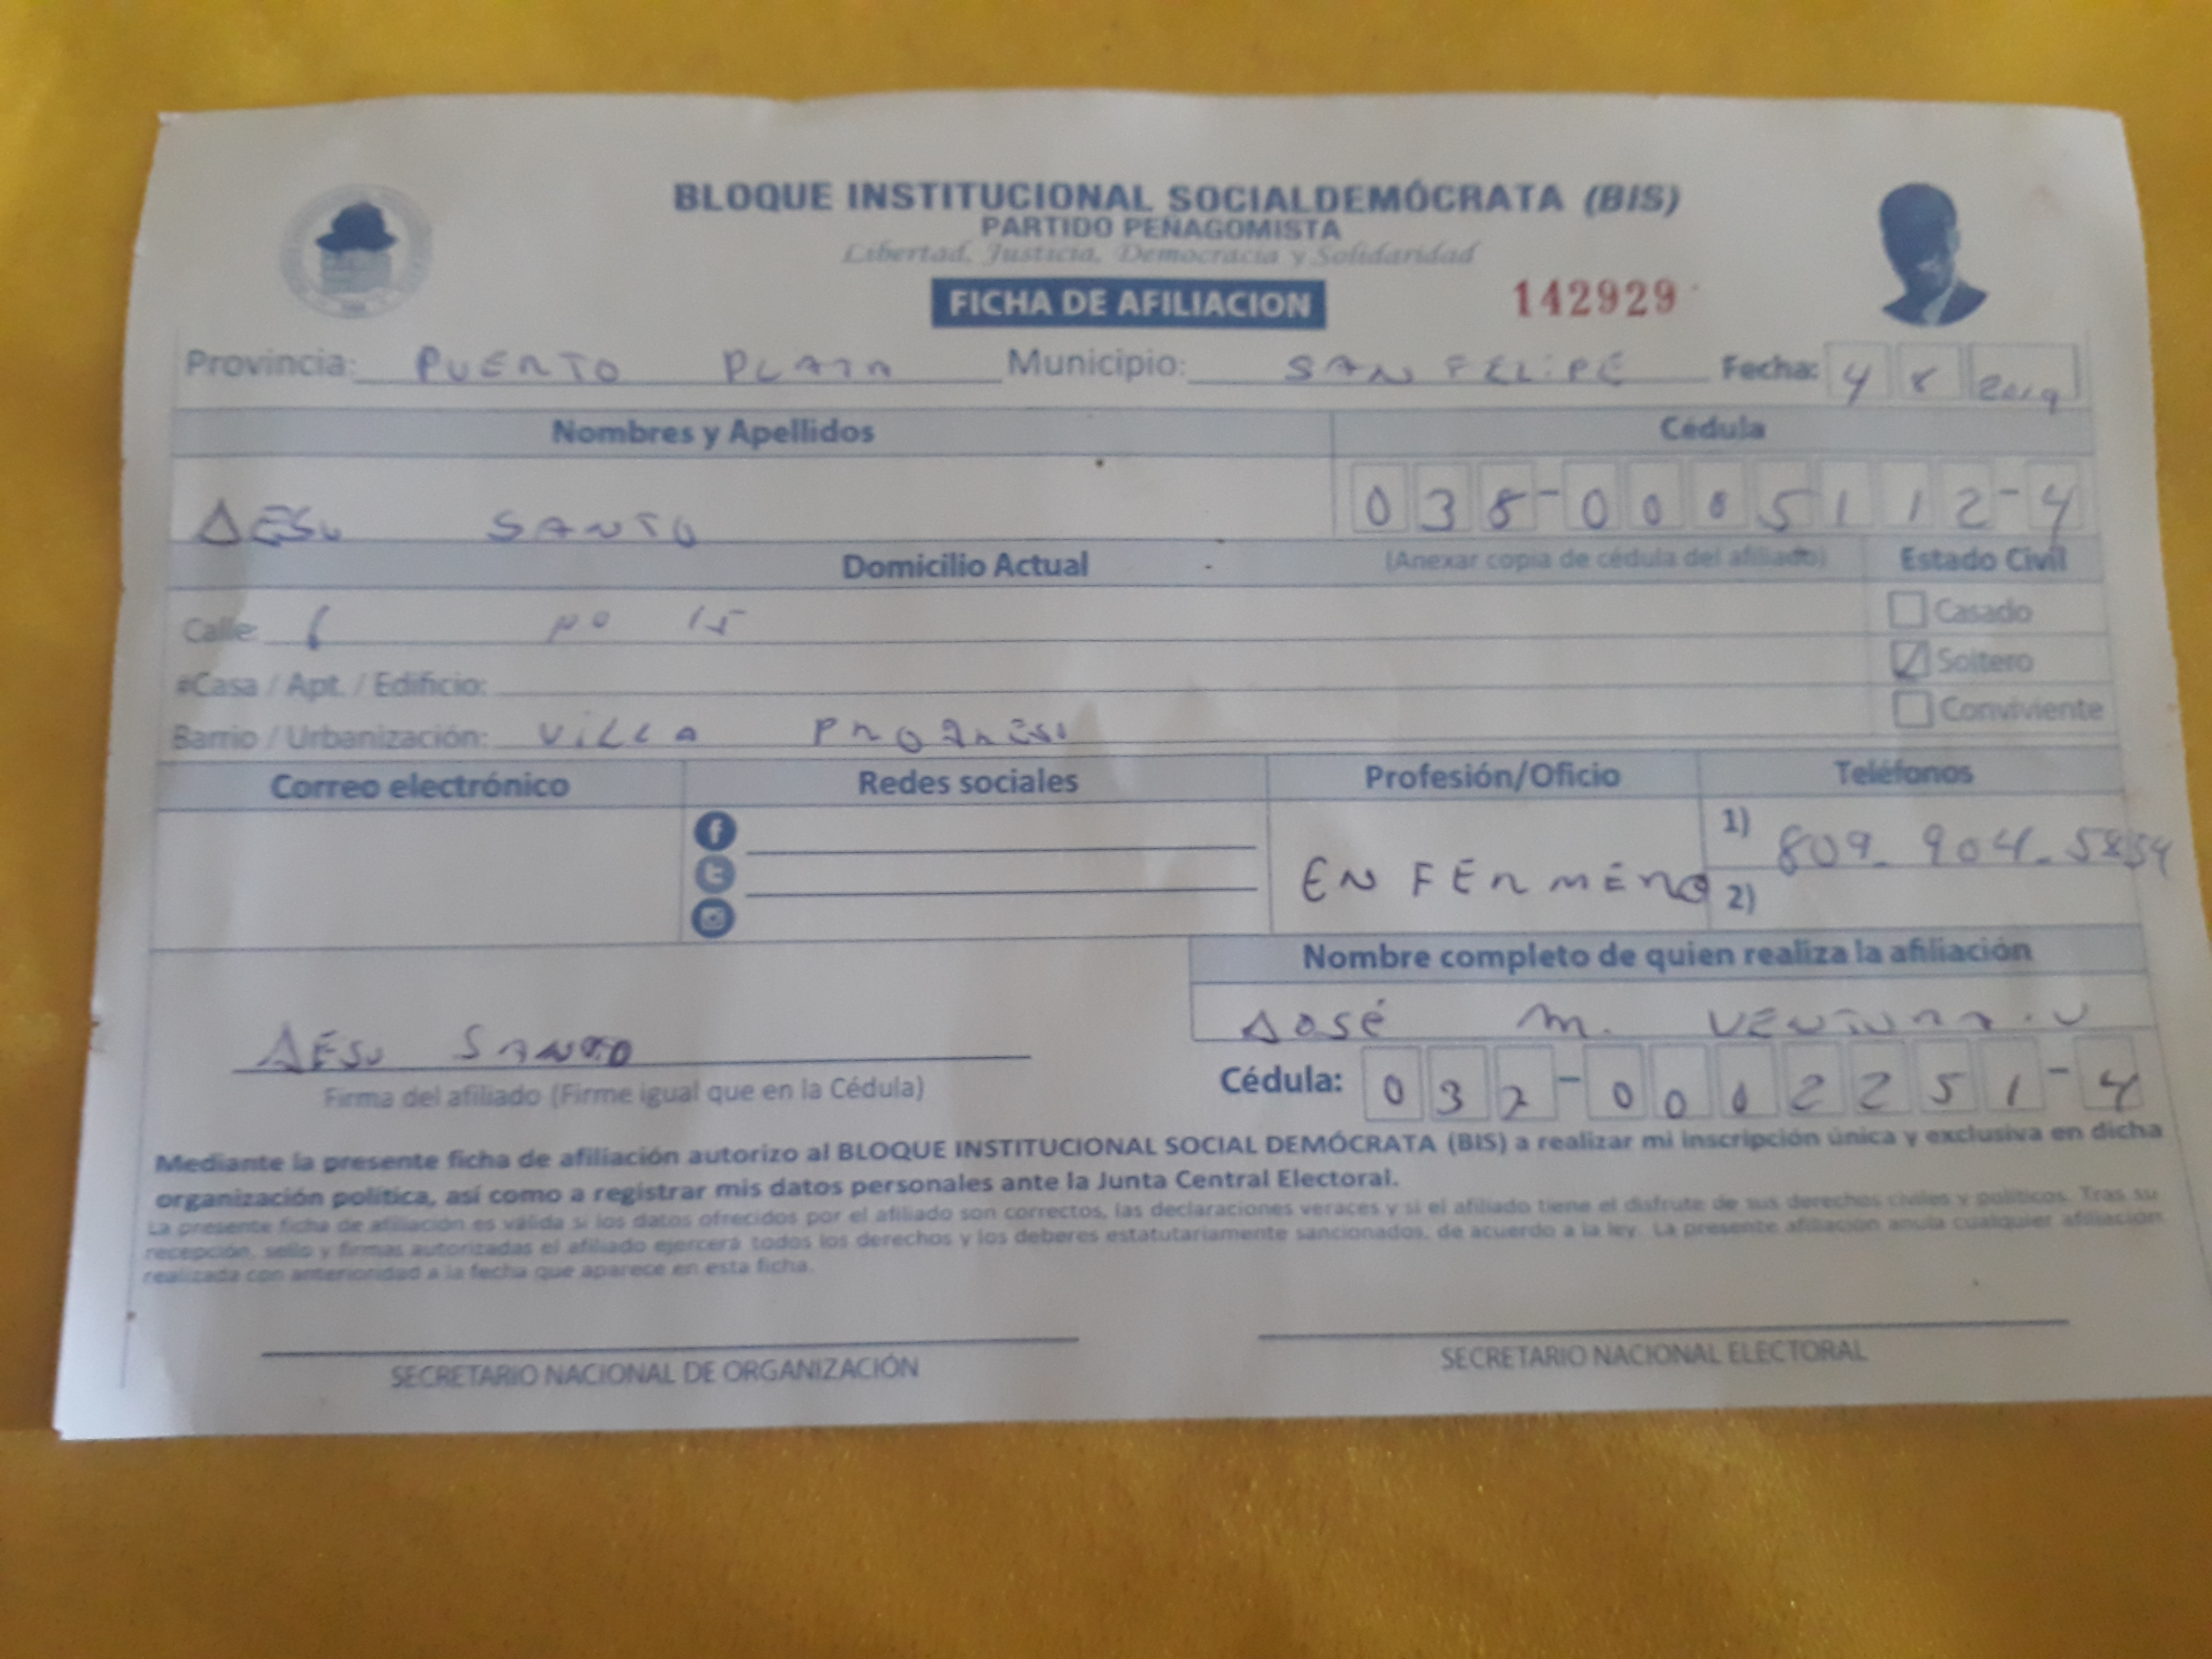 BLOQUE INSTITUCIONAL SOCIALDEMÓCRATA (BIS)
PARTIDO PEÑAGOMISTA
Libertad, Justicia, Democracia y Solidaridad
FICHA DE AFILIACION 142929
Provincia: PUERTO PLATA Municipio: SAN FELIPE Fecha: 4 8 2019
Nombres y Apellidos Cédula
JESU SANTO 038-0005112-4
Domicilio Actual (Anexar copia de cédula del afiliado) Estado Civil
Calle: no 15 Casado
#Casa / Apt. / Edificio: Soltero
Barrio / Urbanización: ViLLA PROGRESO Conviviente
Correo electrónico Redes sociales Profesión/Oficio Teléfonos
1) 809-904-
ENFERMERO
2)
Nombre completo de quien realiza la afiliación
JOSÉ M. VENTURA.V
JESU SANTO
Firma del afiliado (Firme igual que en la Cédula)
Cédula: 037-0002251-4
Mediante la presente ficha de afiliación autorizo al BLOQUE INSTITUCIONAL SOCIAL DEMÓCRATA (BIS) a realizar mi inscripción única y exclusiva en dicha
organización política, así como a registrar mis datos personales ante la Junta Central Electoral.
La presente ficha de afiliación es válida si los datos ofrecidos por el afiliado son correctos, las declaraciones veraces y si el afiliado tiene el disfrute de sus derechos civiles y políticos. Tras su
recepción, sello y firmas autorizadas el afiliado ejercerá todos los derechos y los deberes estatutariamente sancionados, de acuerdo a la ley. La presente afiliación anula cualquier afiliación
realizada con anterioridad a la fecha que aparece en esta ficha.
SECRETARIO NACIONAL DE ORGANIZACIÓN SECRETARIO NACIONAL ELECTORAL